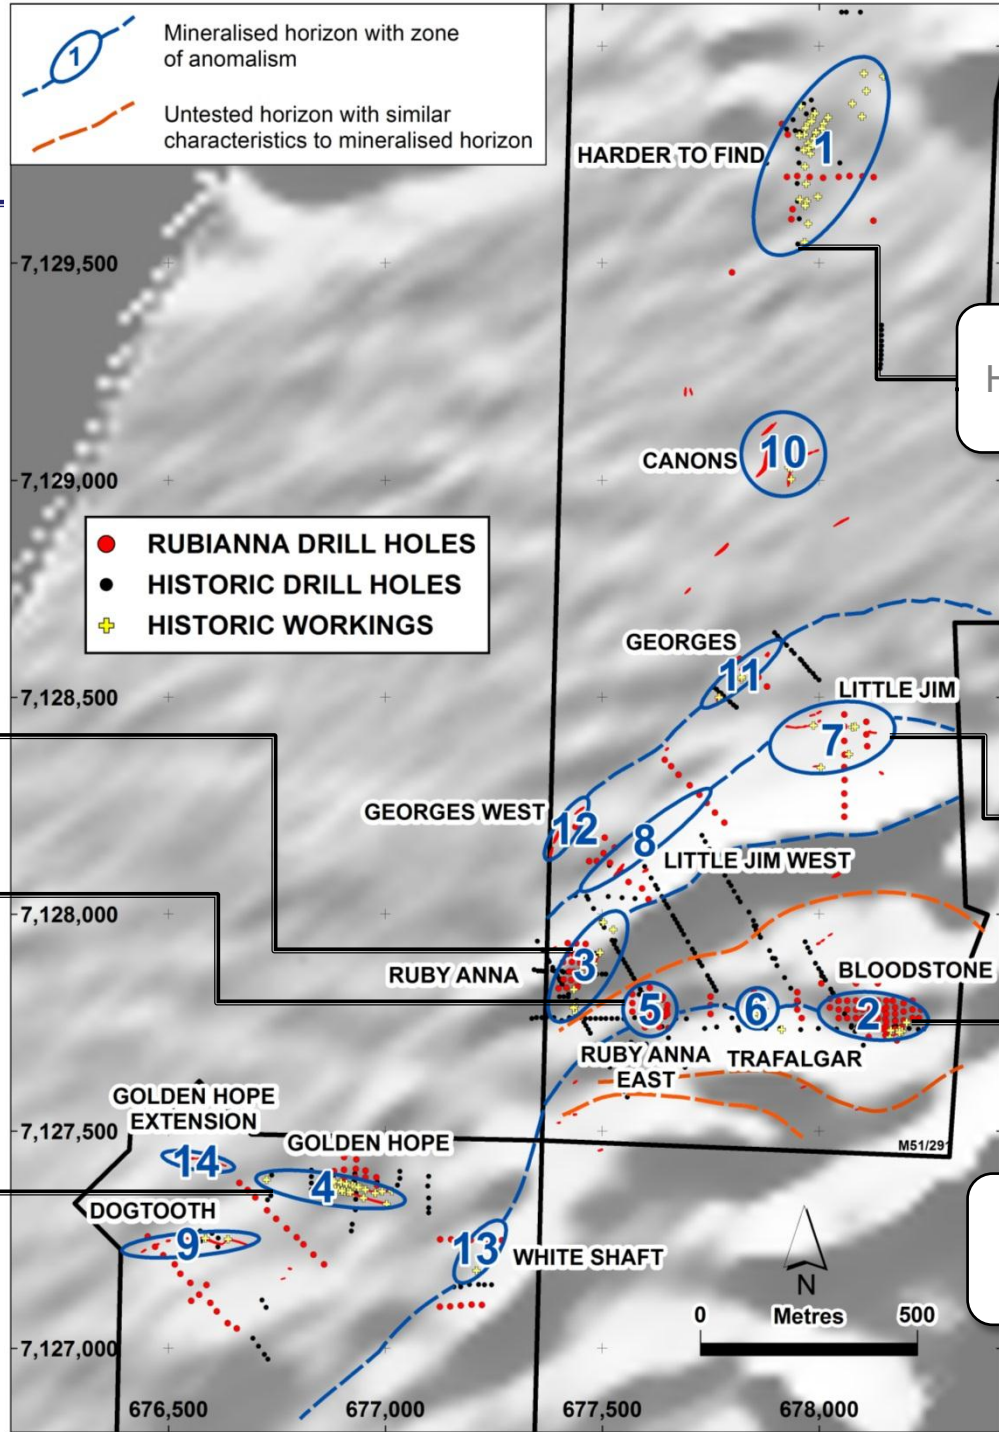 1
Mineralised horizon with zone
of anomalism
Untested horizon with similar
characteristics to mineralised horizon
HARDER TO FIND
1
7,129,500
H
10
CANONS
7,129,000
RUBIANNA DRILL HOLES
HISTORIC DRILL HOLES
HISTORIC WORKINGS
GEORGES
11
7,128,500
LITTLE JIM
7
GEORGES WEST
12
8
LITTLE JIM WEST
7,128,000
RUBY ANNA
3
BLOODSTONE
5
6
2
RUBY ANNA
EAST
TRAFALGAR
GOLDEN HOPE
EXTENSION
7,127,500
GOLDEN HOPE
M51/291
14
4
DOGTOOTH
9
13
WHITE SHAFT
N
0
Metres
500
7,127,000
676,500
677,000
677,500
678,000